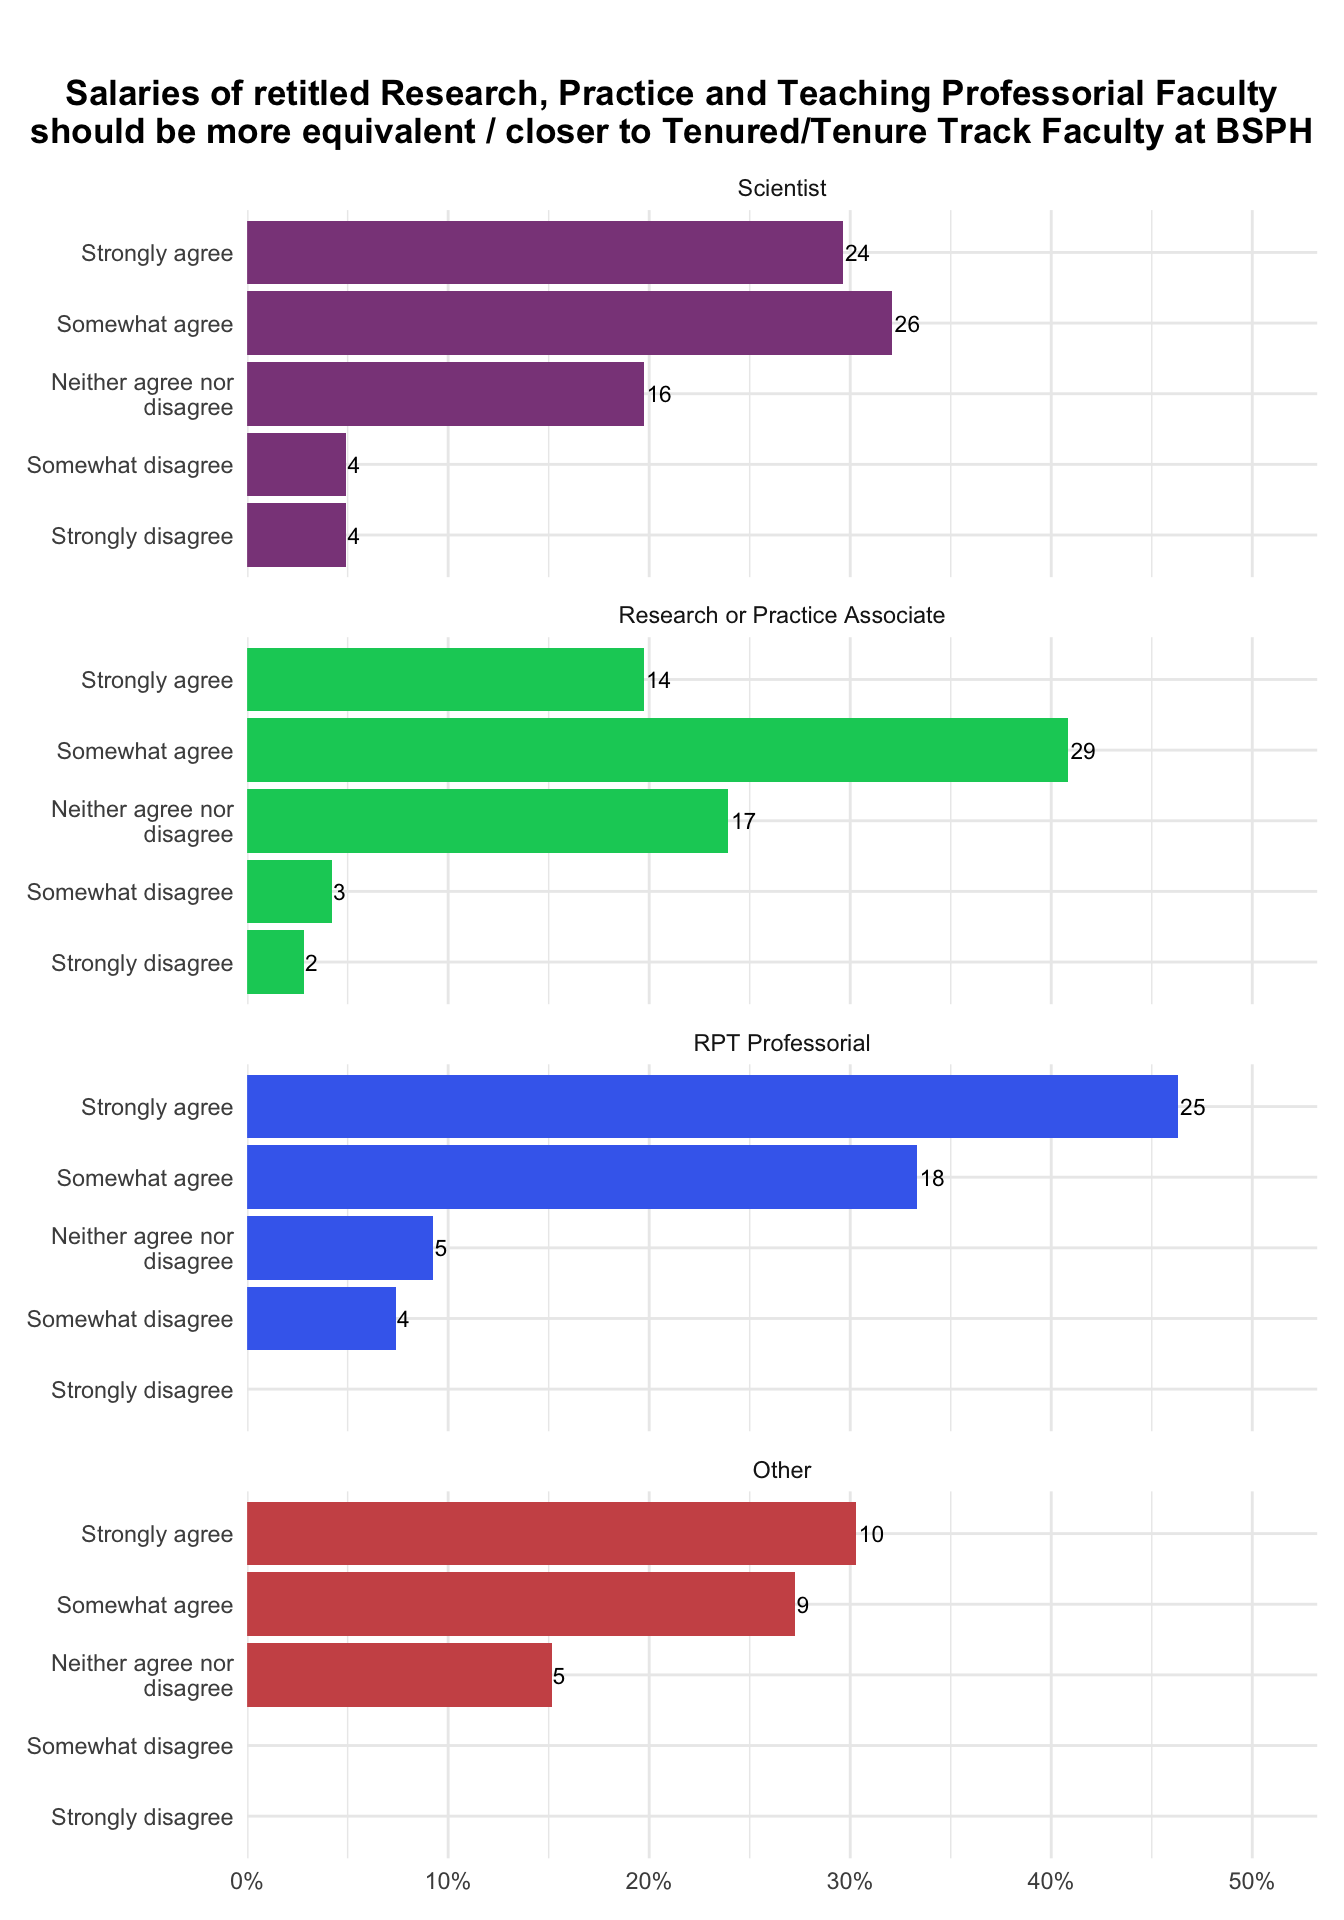 Salaries of retitled Research, Practice and Teaching Professorial Faculty
should be more equivalent / closer to Tenured/Tenure Track Faculty at BSPH
Scientist
Strongly agree
24
Somewhat agree
26
Neither agree nor
disagree
16
Somewhat disagree
4
Strongly disagree
4
Research or Practice Associate
Strongly agree
14
Somewhat agree
29
Neither agree nor
disagree
17
Somewhat disagree
3
Strongly disagree
2
RPT Professorial
Strongly agree
25
Somewhat agree
18
Neither agree nor
disagree
5
Somewhat disagree
4
Strongly disagree
Other
Strongly agree
10
Somewhat agree
9
Neither agree nor
disagree
5
Somewhat disagree
Strongly disagree
0% 10% 20% 30% 40% 50%